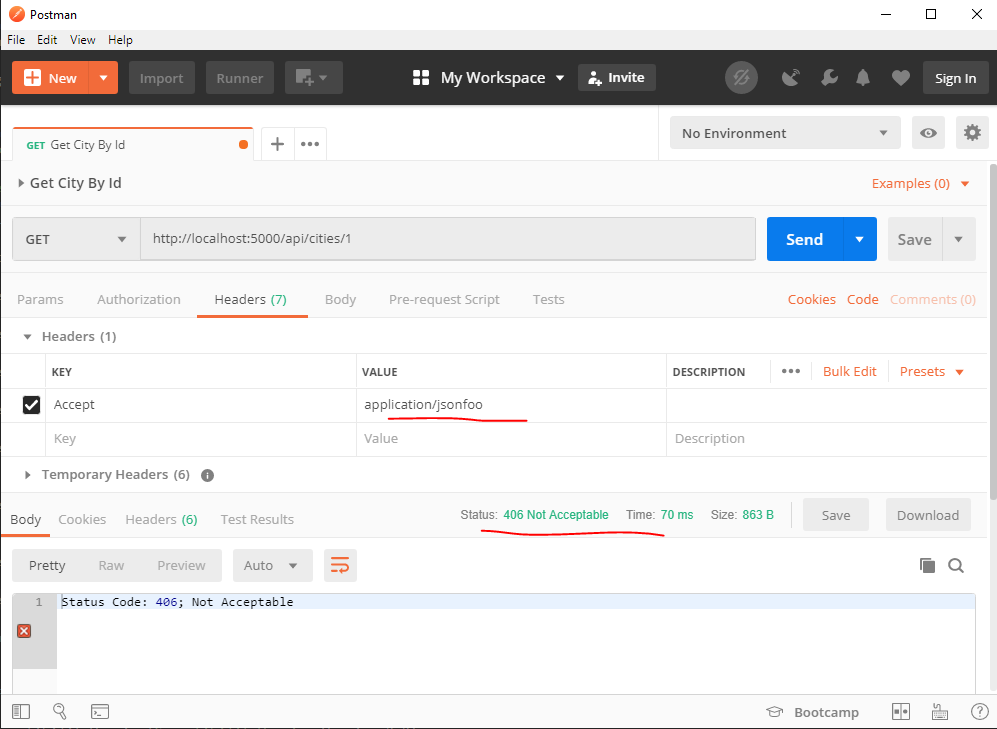 Postman
File Edit View Help
New Import Runner My Workspace Invite Sign In
GET Get City By Id No Environment
Get City By Id Examples (0)
GET http://localhost:5000/api/cities/1 Send Save
Params Authorization Headers (7) Body Pre-request Script Tests Cookies Code Comments (0)
Headers (1)
KEY VALUE DESCRIPTION Bulk Edit Presets
Accept application/jsonfoo
Key Value Description
Temporary Headers (6)
Body Cookies Headers (6) Test Results Status: 406 Not Acceptable Time: 70 ms Size: 863 B Save Download
Pretty Raw Preview Auto
1 Status Code: 406; Not Acceptable
Bootcamp